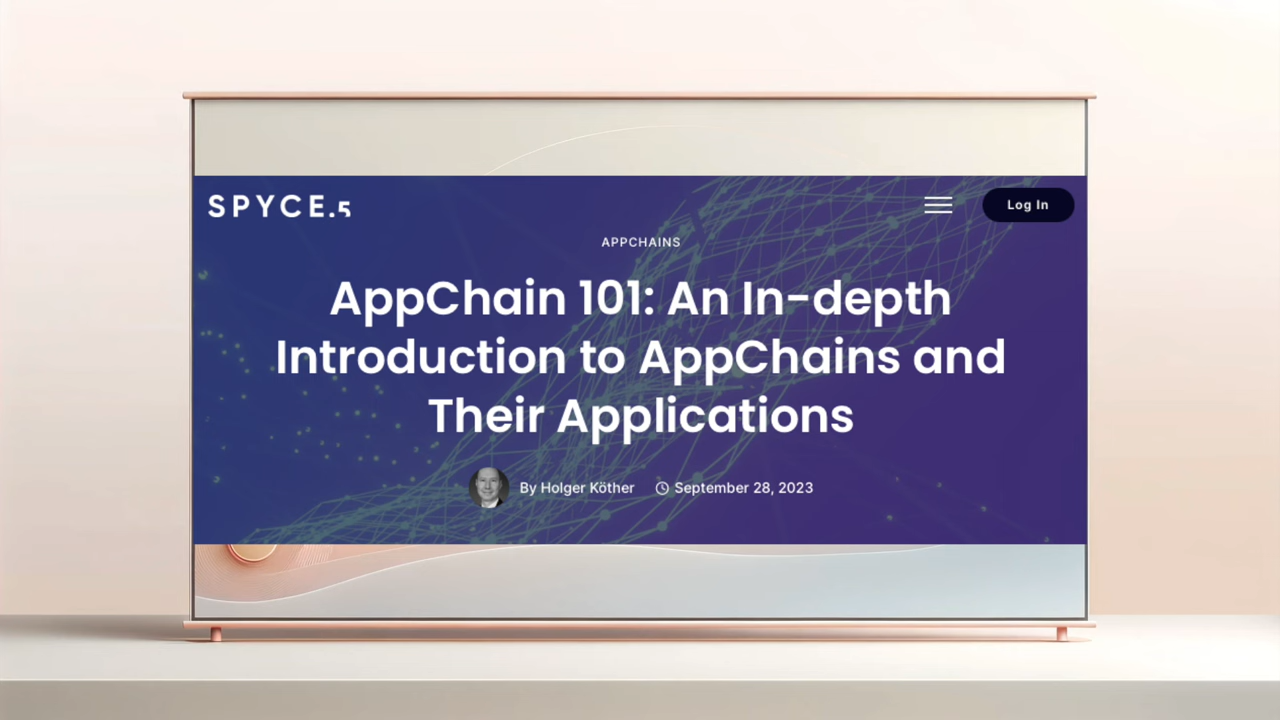 SPYCE.5
Log In
APPCHAINS
AppChain 101: An In-depth
Introduction to AppChains and
Their Applications
By Holger Köther
September 28, 2023